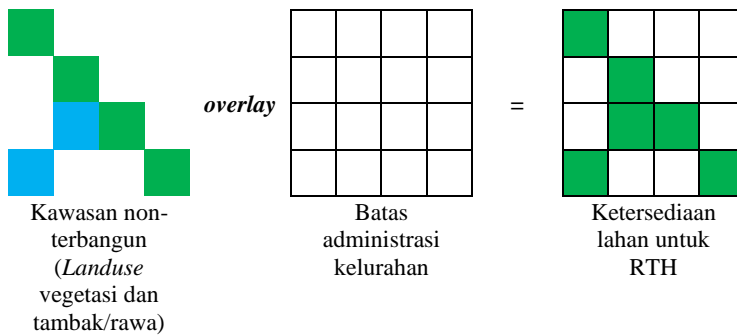 overlay
=
Kawasan non-
terbangun
(Landuse
vegetasi dan
tambak/rawa)
Batas
administrasi
kelurahan
Ketersediaan
lahan untuk
RTH